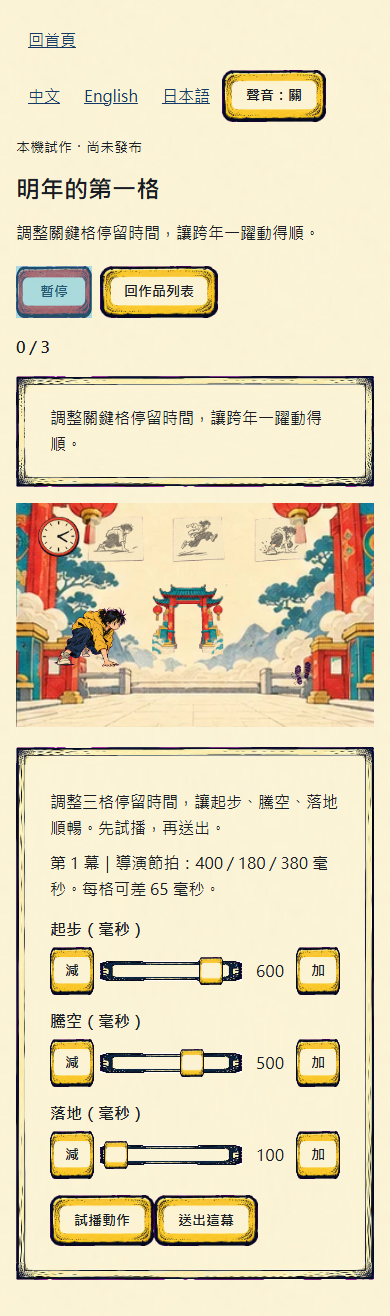 回首頁
中文 English 日本語 聲音：關
本機試作・尚未發布
明年的第一格
調整關鍵格停留時間，讓跨年一躍動得順。
暫停 回作品列表
0 / 3
調整關鍵格停留時間，讓跨年一躍動得
順。
調整三格停留時間，讓起步、騰空、落地
順暢。先試播，再送出。
第 1 幕｜導演節拍：400 / 180 / 380 毫
秒。每格可差 65 毫秒。
起步（毫秒）
減 600 加
騰空（毫秒）
減 500 加
落地（毫秒）
減 100 加
試播動作 送出這幕